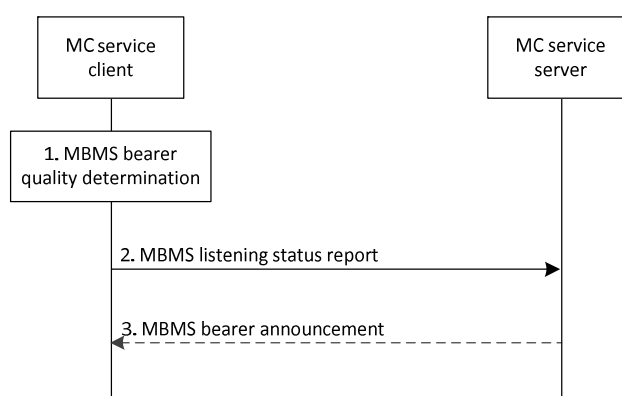 MC service
client
MC service
server
1. MBMS bearer
quality determination
2. MBMS listening status report
3. MBMS bearer announcement